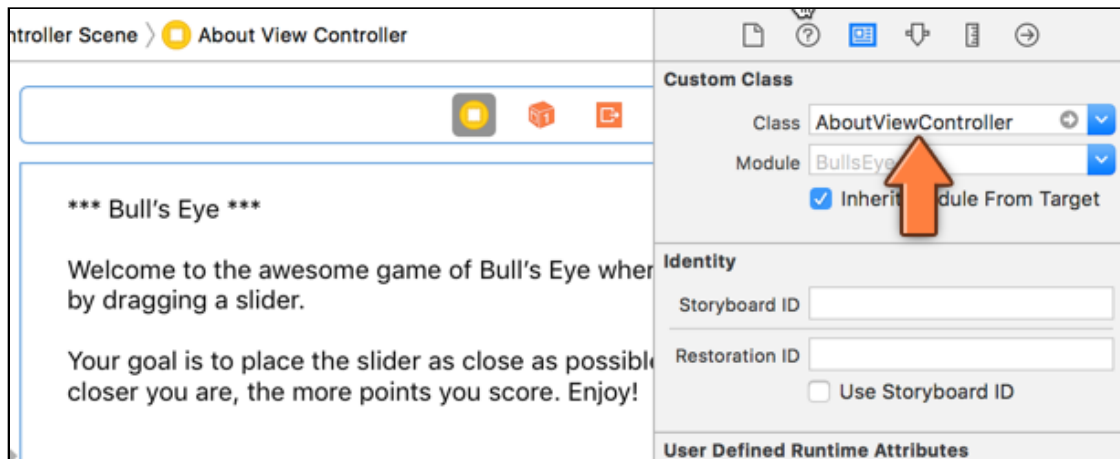 ntroller Scene 〉 About View Controller
*** Bull's Eye ***
Welcome to the awesome game of Bull's Eye wher
by dragging a slider.
Your goal is to place the slider as close as possible
closer you are, the more points you score. Enjoy!
Custom Class
Class AboutViewController
Module BullsEye
Inherit Module From Target
Identity
Storyboard ID
Restoration ID
Use Storyboard ID
User Defined Runtime Attributes